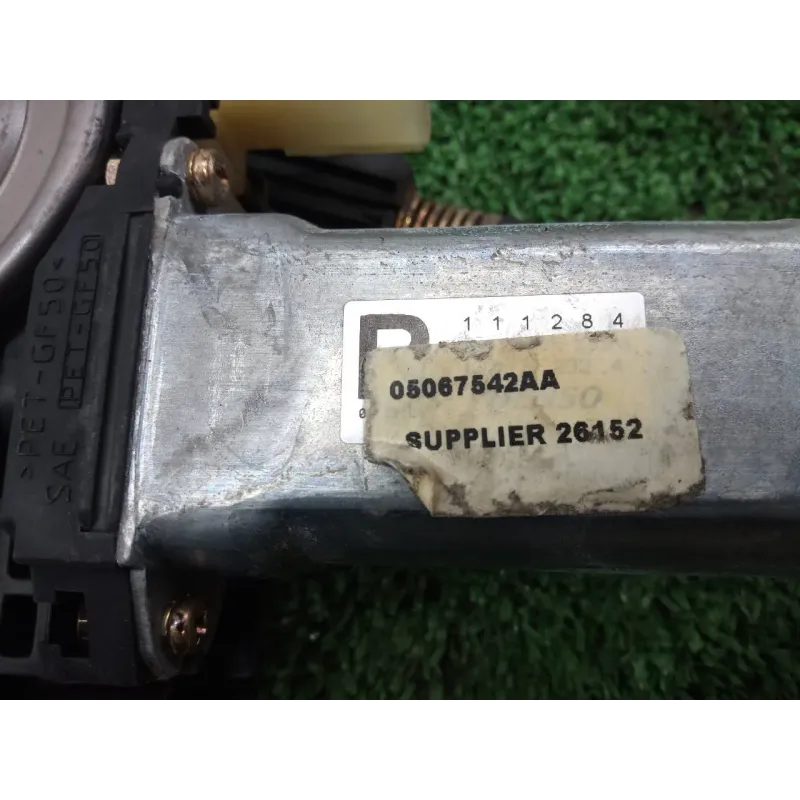 R
111284
05067542AA
SUPPLIER 26152
>PET-GF50<
SAE PET-GF50